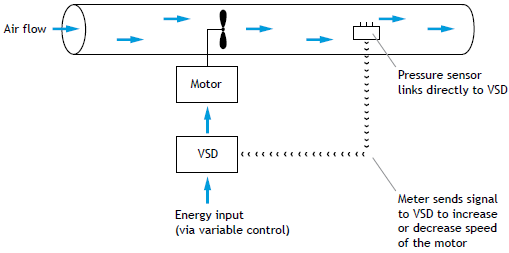 Air flow
Motor
Pressure sensor
links directly to VSD
VSD
Energy input
(via variable control)
Meter sends signal
to VSD to increase
or decrease speed
of the motor